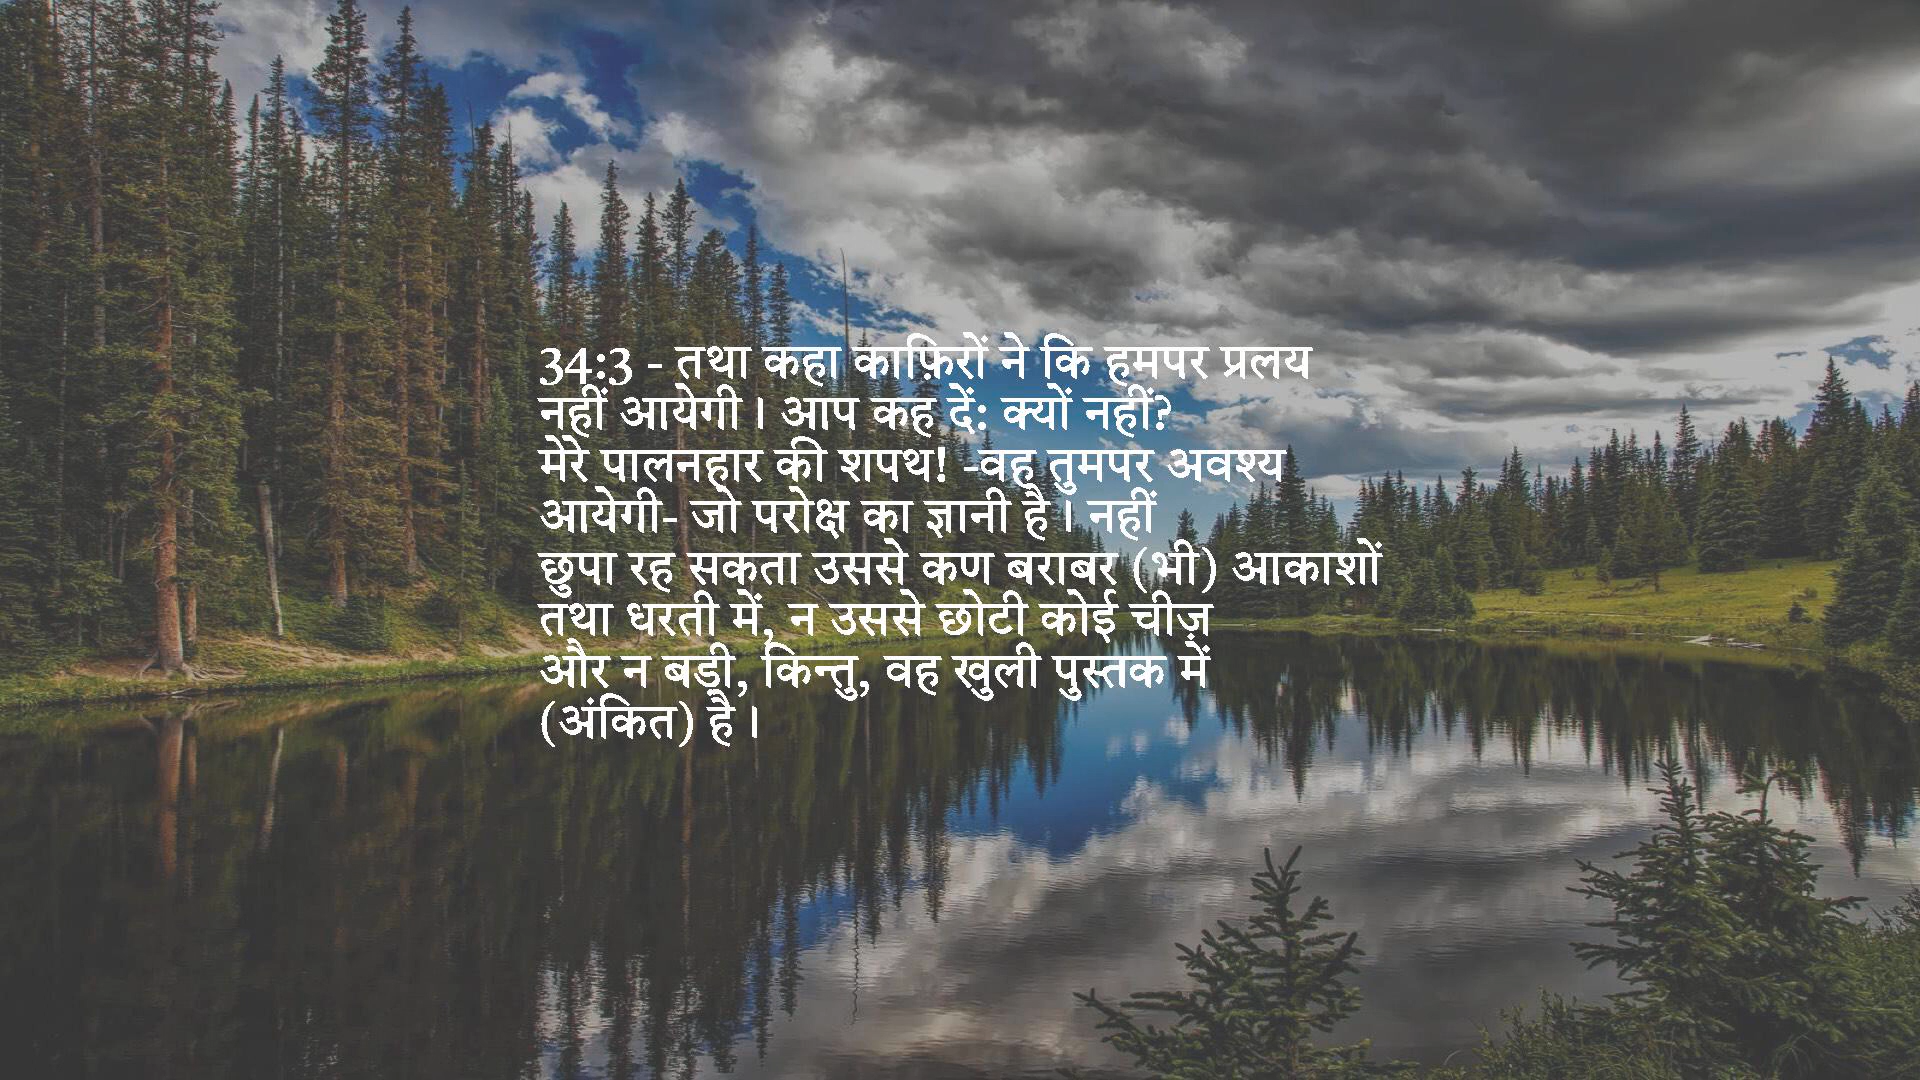 34:3 - तथा कहा काफ़िरों ने कि हमपर प्रलय
नहीं आयेगी। आप कह दें: क्यों नहीं?
मेरे पालनहार की शपथ! -वह तुमपर अवश्य
आयेगी- जो परोक्ष का ज्ञानी है। नहीं
छुपा रह सकता उससे कण बराबर (भी) आकाशों
तथा धरती में, न उससे छोटी कोई चीज़
और न बड़ी, किन्तु, वह खुली पुस्तक में
(अंकित) है।